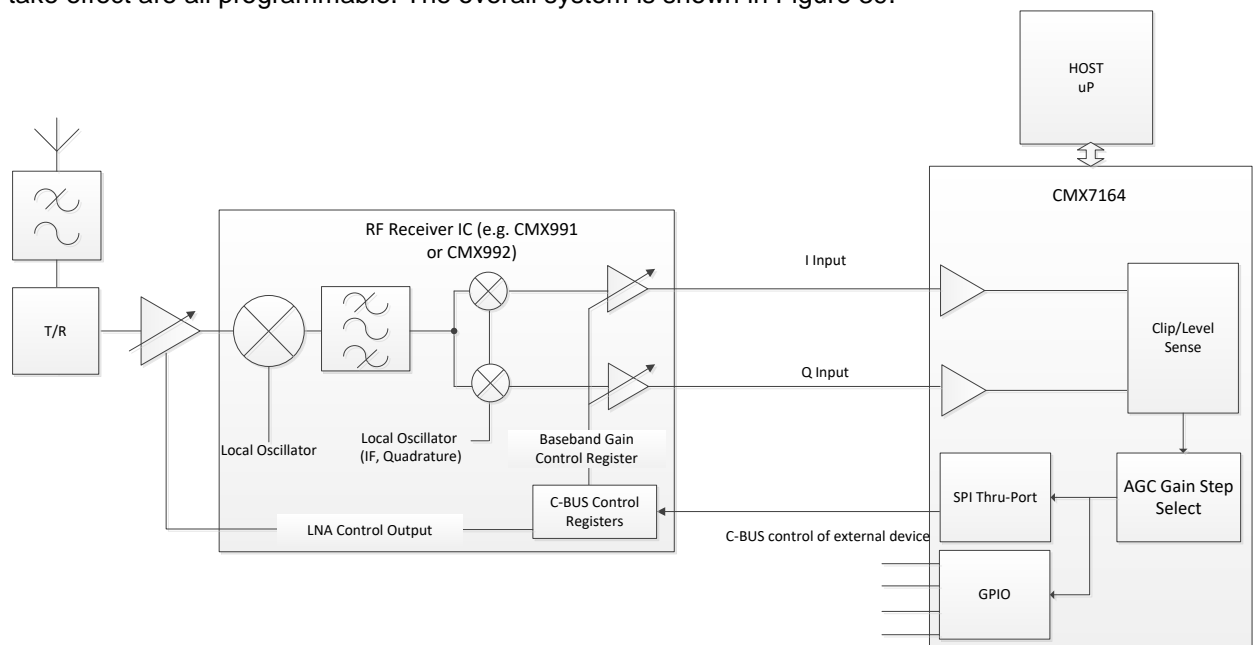 take effect are all programmable. The overall system is shown in Figure
HOST
uP
CMX7164
RF Receiver IC (e.g. CMX991
or CMX992)
I Input
T/R
Clip/Level
Sense
Q Input
Local Oscillator
Local Oscillator
(IF, Quadrature)
Baseband Gain
Control Register
C-BUS Control
Registers
SPI Thru-Port
AGC Gain Step
Select
LNA Control Output
C-BUS control of external device
GPIO